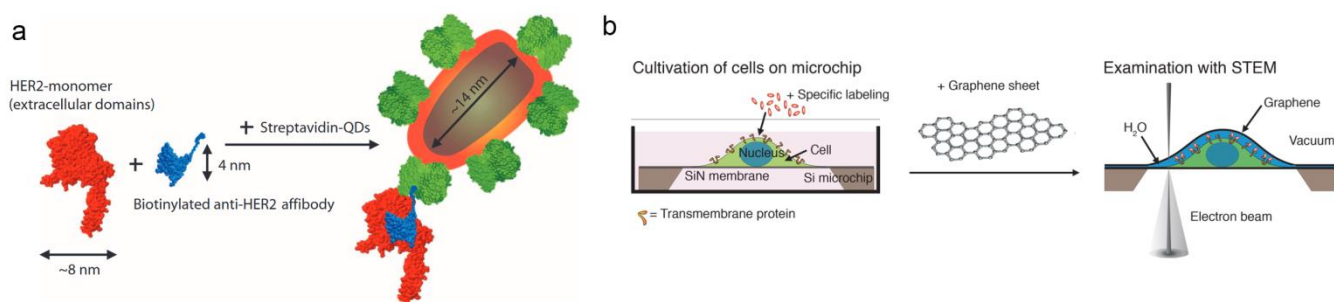 a
HER2-monomer
(extracellular domains)
+
Biotinylated anti-HER2 affibody
4 nm
~8 nm
+ Streptavidin-QDs
~14 nm
b
Cultivation of cells on microchip
+ Specific labeling
Nucleus
Cell
SiN membrane
Si microchip
= Transmembrane protein
+ Graphene sheet
Examination with STEM
Graphene
H₂O
Vacuum
Electron beam